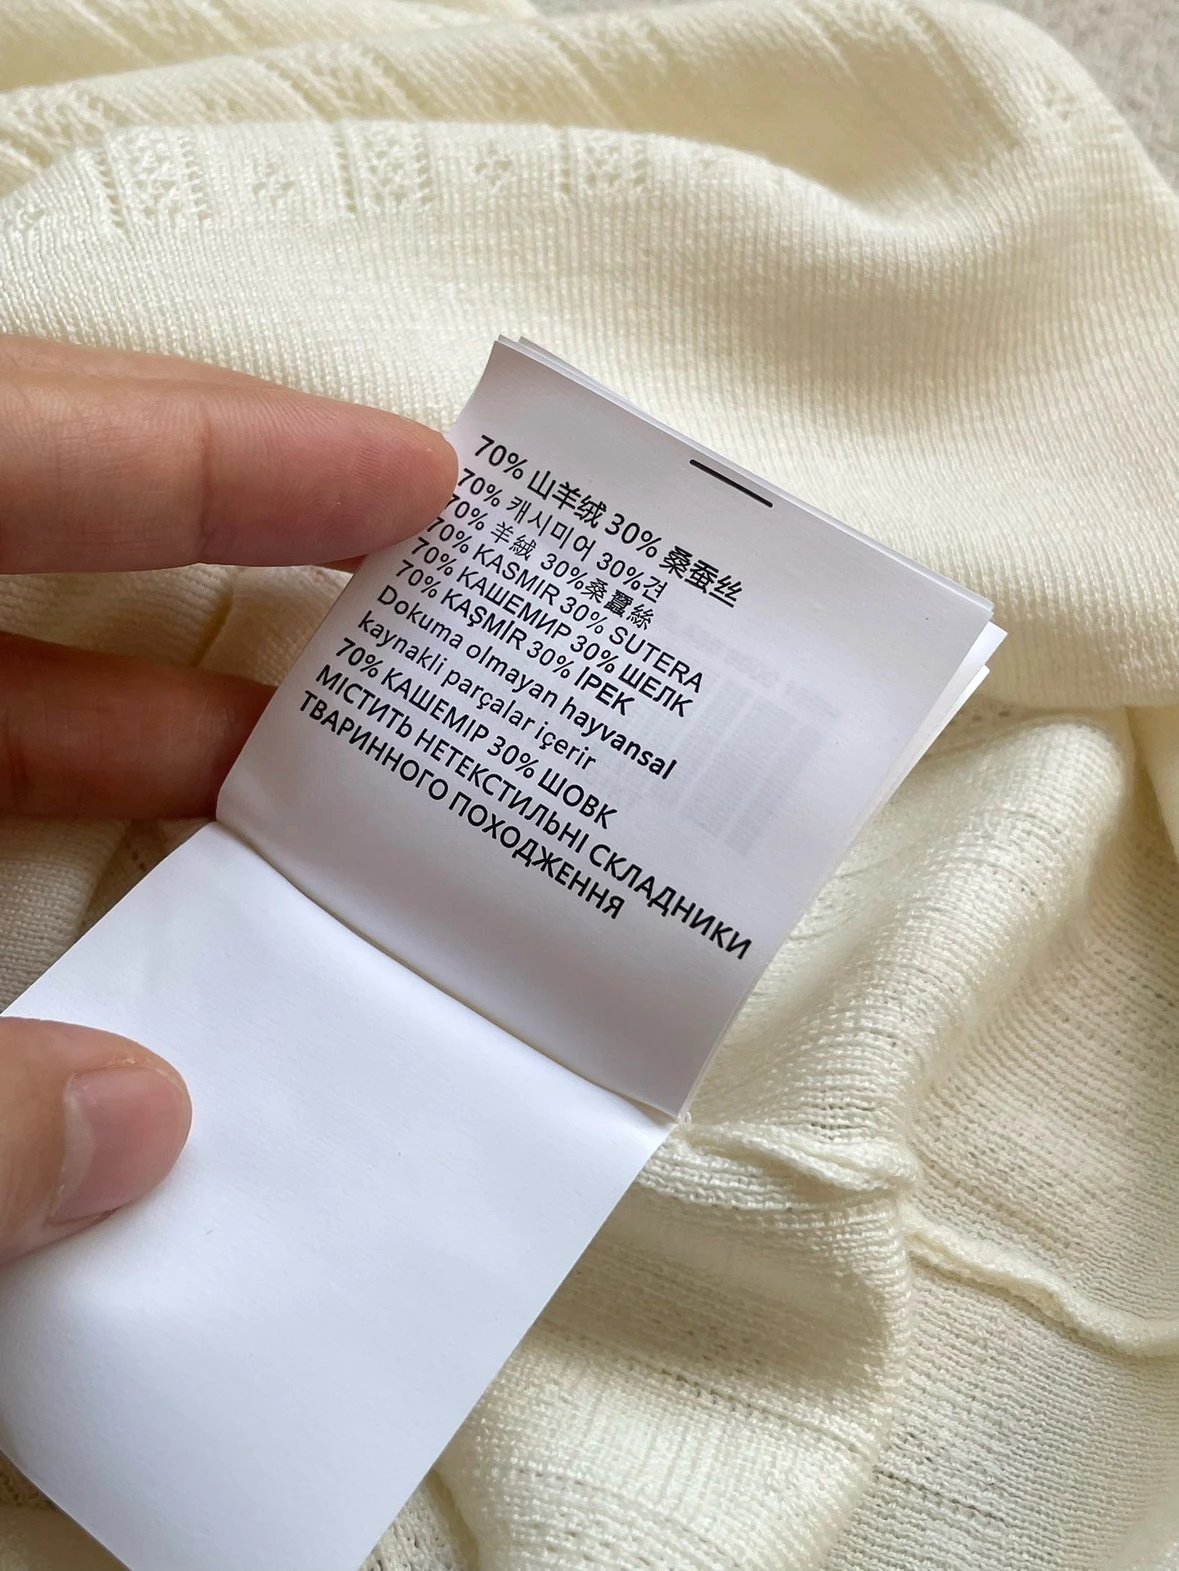 70% 山羊绒 30% 桑蚕丝
70% 캐시미어 30%견
70% 羊絨 30%桑蠶絲
70% KASMIR 30% SUTERA
70% КАШЕМИР 30% ШЕЛК
70% KAŞMİR 30% İPEK
Dokuma olmayan hayvansal
kaynakli parçalar içerir
70% КАШЕМІР 30% ШОВК
МІСТИТЬ НЕТЕКСТИЛЬНІ СКЛАДНИКИ
ТВАРИННОГО ПОХОДЖЕННЯ